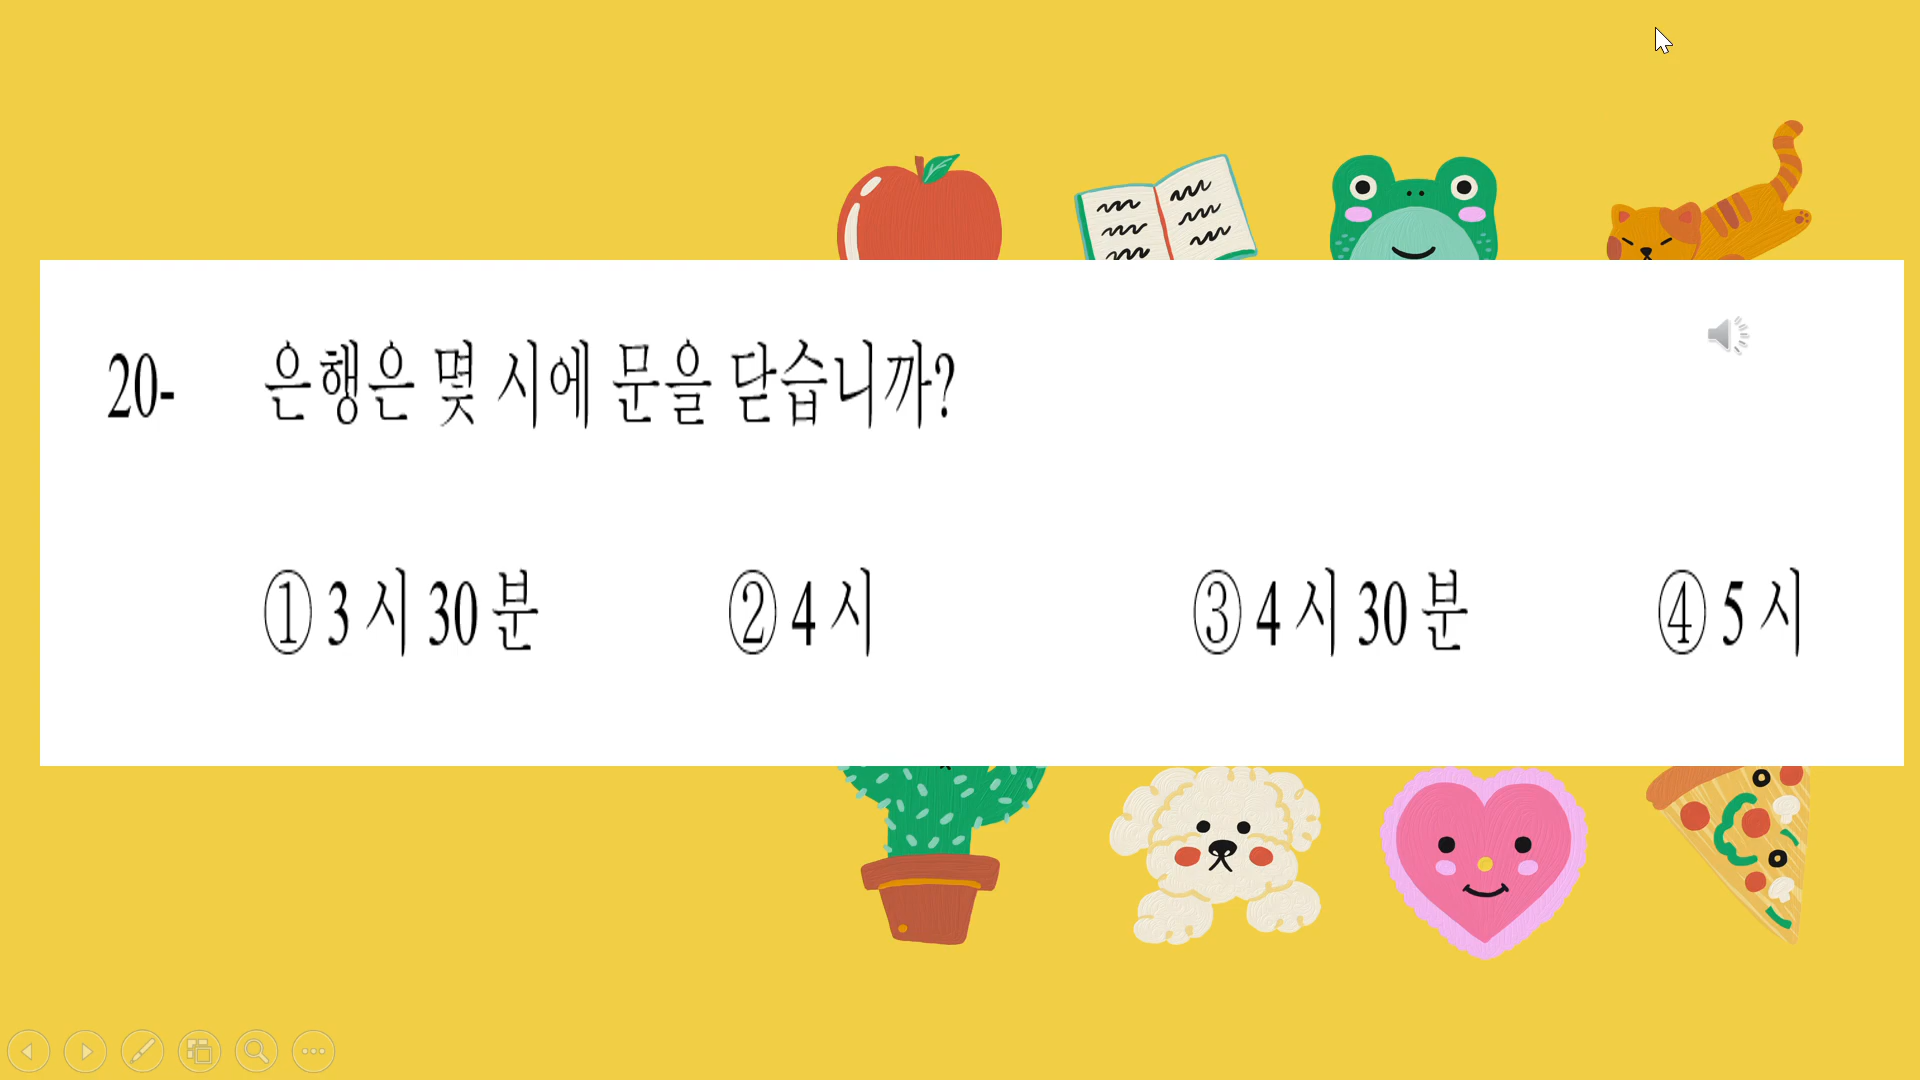 20- 은행은 몇 시에 문을 닫습니까?
① 3 시 30 분 ② 4 시 ③ 4 시 30 분 ④ 5 시